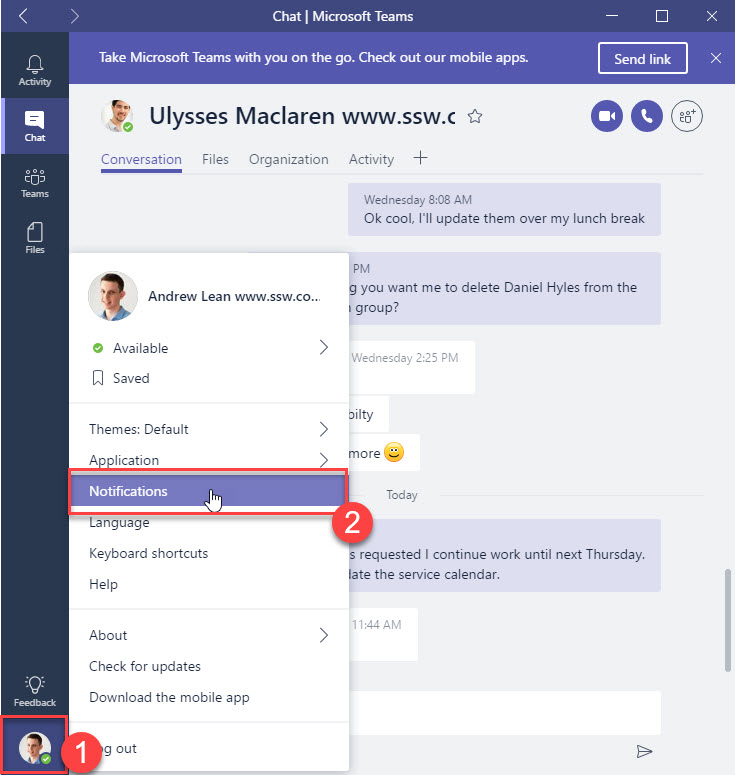 Chat | Microsoft Teams
Take Microsoft Teams with you on the go. Check out our mobile apps.
Send link
Activity
Chat
Teams
Files
Feedback
Ulysses Maclaren www.ssw.c
Conversation
Files
Organization
Activity
Wednesday 8:08 AM
Ok cool, I'll update them over my lunch break
PM
g you want me to delete Daniel Hyles from the
group?
Wednesday 2:25 PM
bilty
more
Today
s requested I continue work until next Thursday.
date the service calendar.
11:44 AM
Andrew Lean www.ssw.co...
Available
Saved
Themes: Default
Application
Notifications
2
Language
Keyboard shortcuts
Help
About
Check for updates
Download the mobile app
1
og out